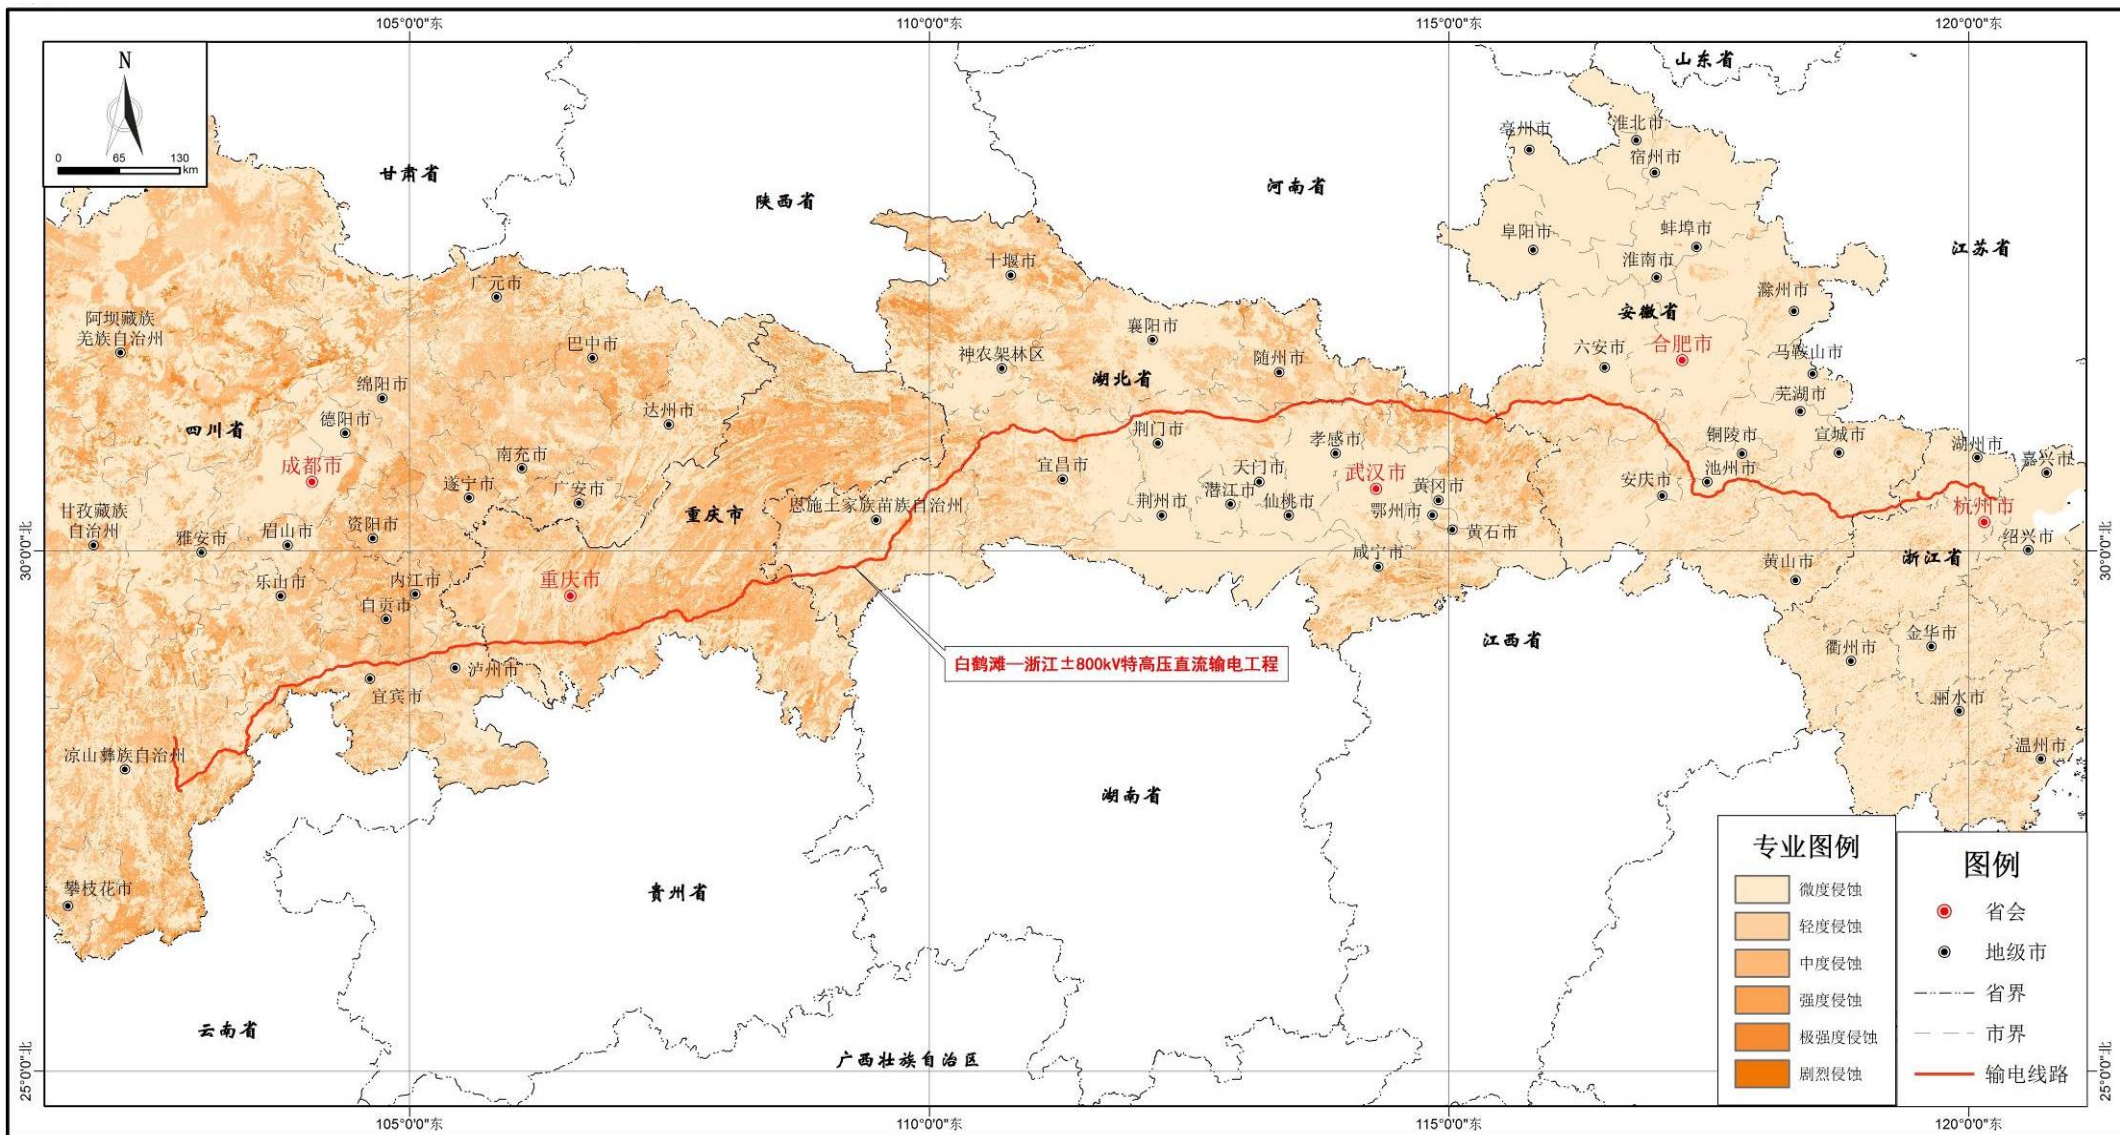 105°0'0"东
110°0'0"东
115°0'0"东
120°0'0"东
N
0 65 130
km
30°0'0"北
25°0'0"北
30°0'0"北
25°0'0"北
甘肃省
陕西省
河南省
山东省
江苏省
安徽省
湖北省
四川省
重庆市
浙江省
江西省
湖南省
贵州省
云南省
广西壮族自治区
阿坝藏族
羌族自治州
广元市
巴中市
绵阳市
德阳市
达州市
成都市
南充市
遂宁市
广安市
甘孜藏族
自治州
雅安市
眉山市
资阳市
乐山市
内江市
自贡市
重庆市
泸州市
宜宾市
凉山彝族自治州
攀枝花市
十堰市
襄阳市
神农架林区
随州市
荆门市
宜昌市
孝感市
天门市
武汉市
潜江市
仙桃市
荆州市
黄冈市
鄂州市
黄石市
咸宁市
恩施土家族苗族自治州
亳州市
淮北市
宿州市
阜阳市
蚌埠市
淮南市
滁州市
六安市
合肥市
马鞍山市
芜湖市
铜陵市
宣城市
池州市
安庆市
黄山市
湖州市
嘉兴市
杭州市
绍兴市
金华市
衢州市
丽水市
温州市
白鹤滩—浙江±800kV特高压直流输电工程
专业图例
微度侵蚀
轻度侵蚀
中度侵蚀
强度侵蚀
极强度侵蚀
剧烈侵蚀
图例
省会
地级市
省界
市界
输电线路
105°0'0"东
110°0'0"东
115°0'0"东
120°0'0"东